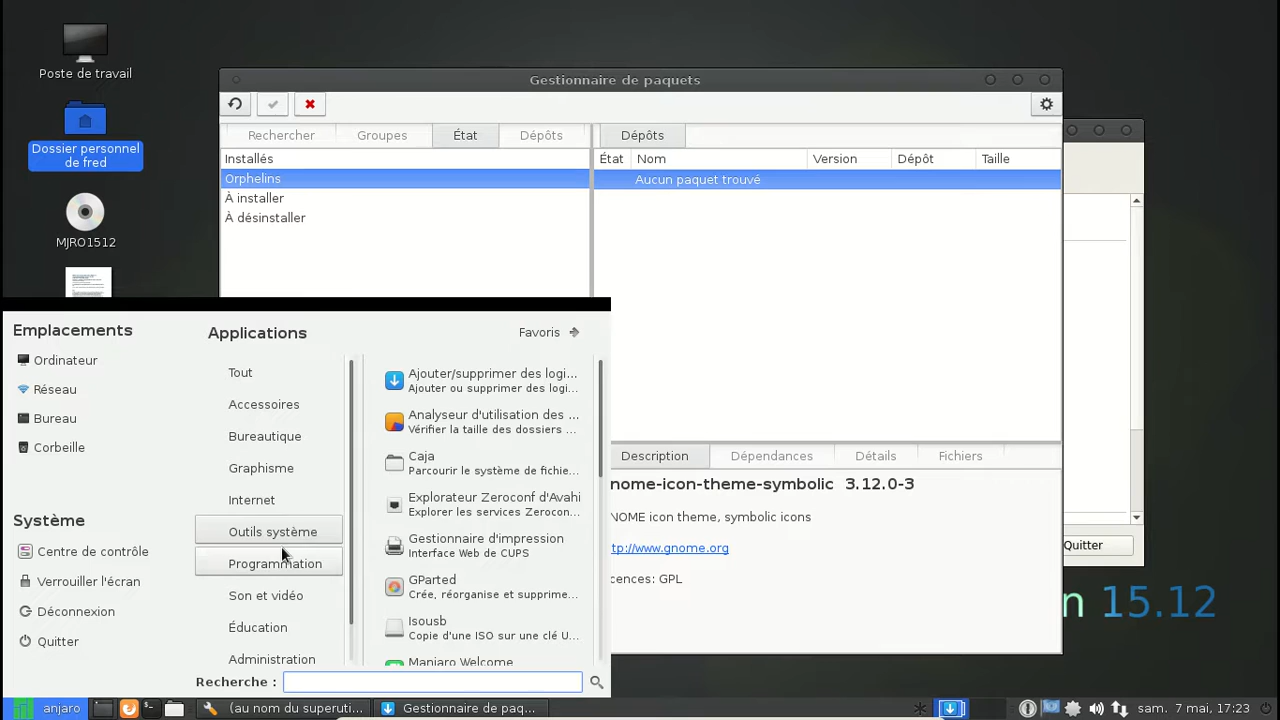 Poste de travail
Dossier personnel
de fred
MJRO1512
Gestionnaire de paquets
Rechercher
Groupes
État
Dépôts
Installés
Orphelins
À installer
À désinstaller
Dépôts
État
Nom
Version
Dépôt
Taille
Aucun paquet trouvé
Description
Dépendances
Détails
Fichiers
nome-icon-theme-symbolic 3.12.0-3
NOME icon theme, symbolic icons
tp://www.gnome.org
cences: GPL
Quitter
n 15.12
Emplacements
Ordinateur
Réseau
Bureau
Corbeille
Système
Centre de contrôle
Verrouiller l'écran
Déconnexion
Quitter
Applications
Favoris
Tout
Accessoires
Bureautique
Graphisme
Internet
Outils système
Programmation
Son et vidéo
Éducation
Administration
Ajouter/supprimer des logi...
Ajouter ou supprimer des logi...
Analyseur d'utilisation des ...
Vérifier la taille des dossiers ...
Caja
Parcourir le système de fichie...
Explorateur Zeroconf d'Avahi
Explorer les services Zerocon...
Gestionnaire d'impression
Interface Web de CUPS
GParted
Crée, réorganise et supprime...
Isousb
Copie d'une ISO sur une clé U...
Manjaro Welcome
Recherche :
anjaro
(au nom du superuti...
Gestionnaire de paq...
sam. 7 mai, 17:23